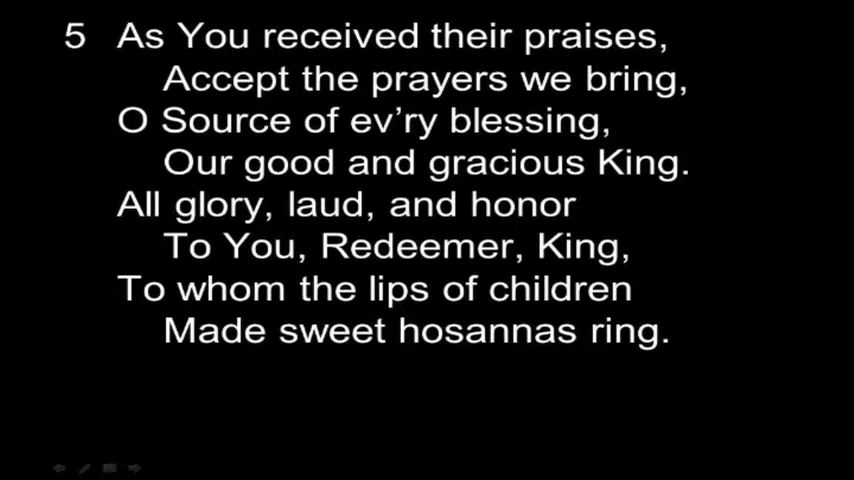 5 As You received their praises,
Accept the prayers we bring,
O Source of ev’ry blessing,
Our good and gracious King.
All glory, laud, and honor
To You, Redeemer, King,
To whom the lips of children
Made sweet hosannas ring.